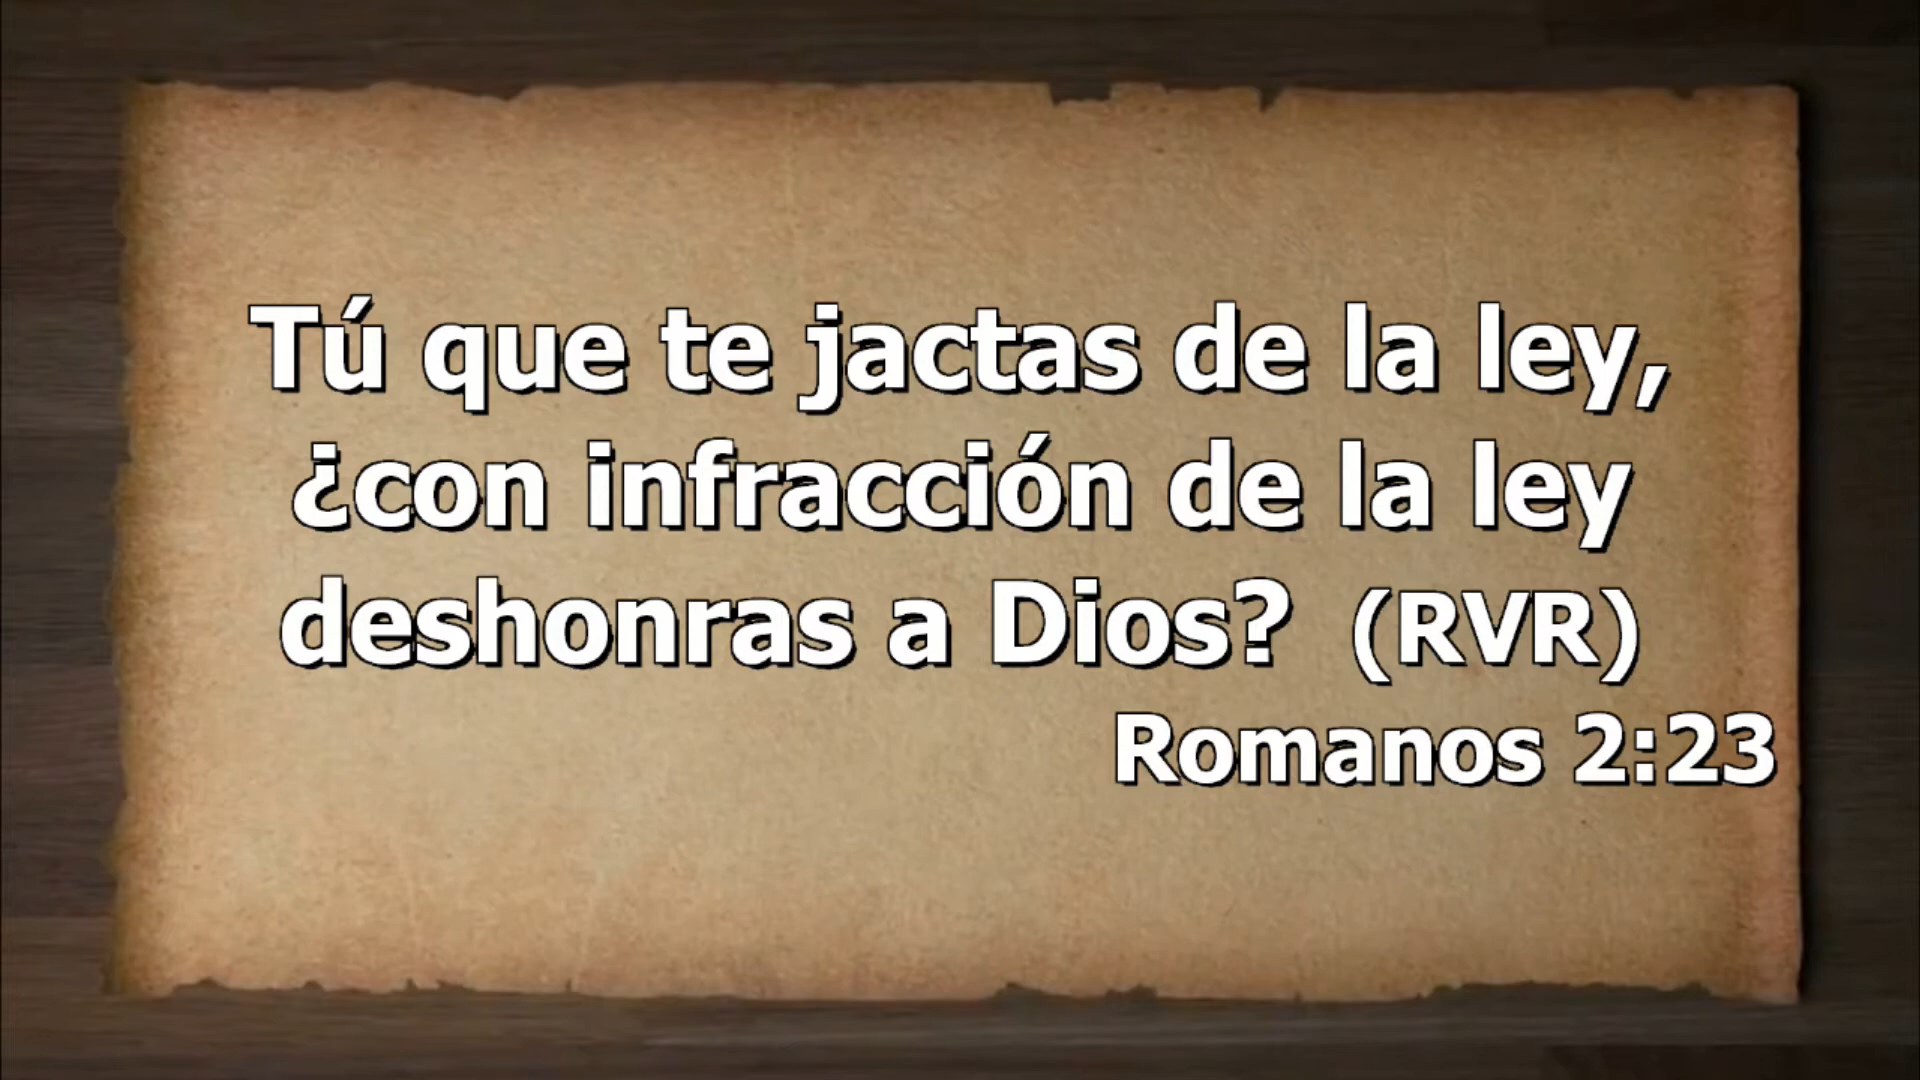 Tú que te jactas de la ley,
¿con infracción de la ley
deshonras a Dios? (RVR)
Romanos 2:23